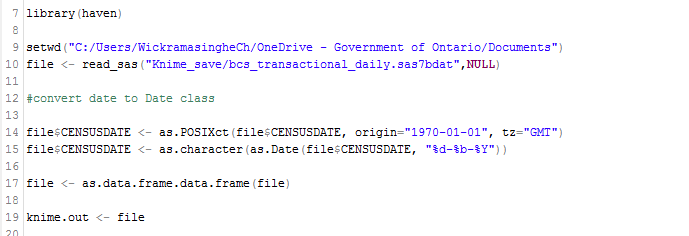 7 library(haven)
8
9 setwd("C:/Users/WickramasingheCh/OneDrive - Government of Ontario/Documents")
10 file <- read_sas("Knime_save/bcs_transactional_daily.sas7bdat",NULL)
11
12 #convert date to Date class
13
14 file$CENSUSDATE <- as.POSIXct(file$CENSUSDATE, origin="1970-01-01", tz="GMT")
15 file$CENSUSDATE <- as.character(as.Date(file$CENSUSDATE, "%d-%b-%Y"))
16
17 file <- as.data.frame.data.frame(file)
18
19 knime.out <- file
20